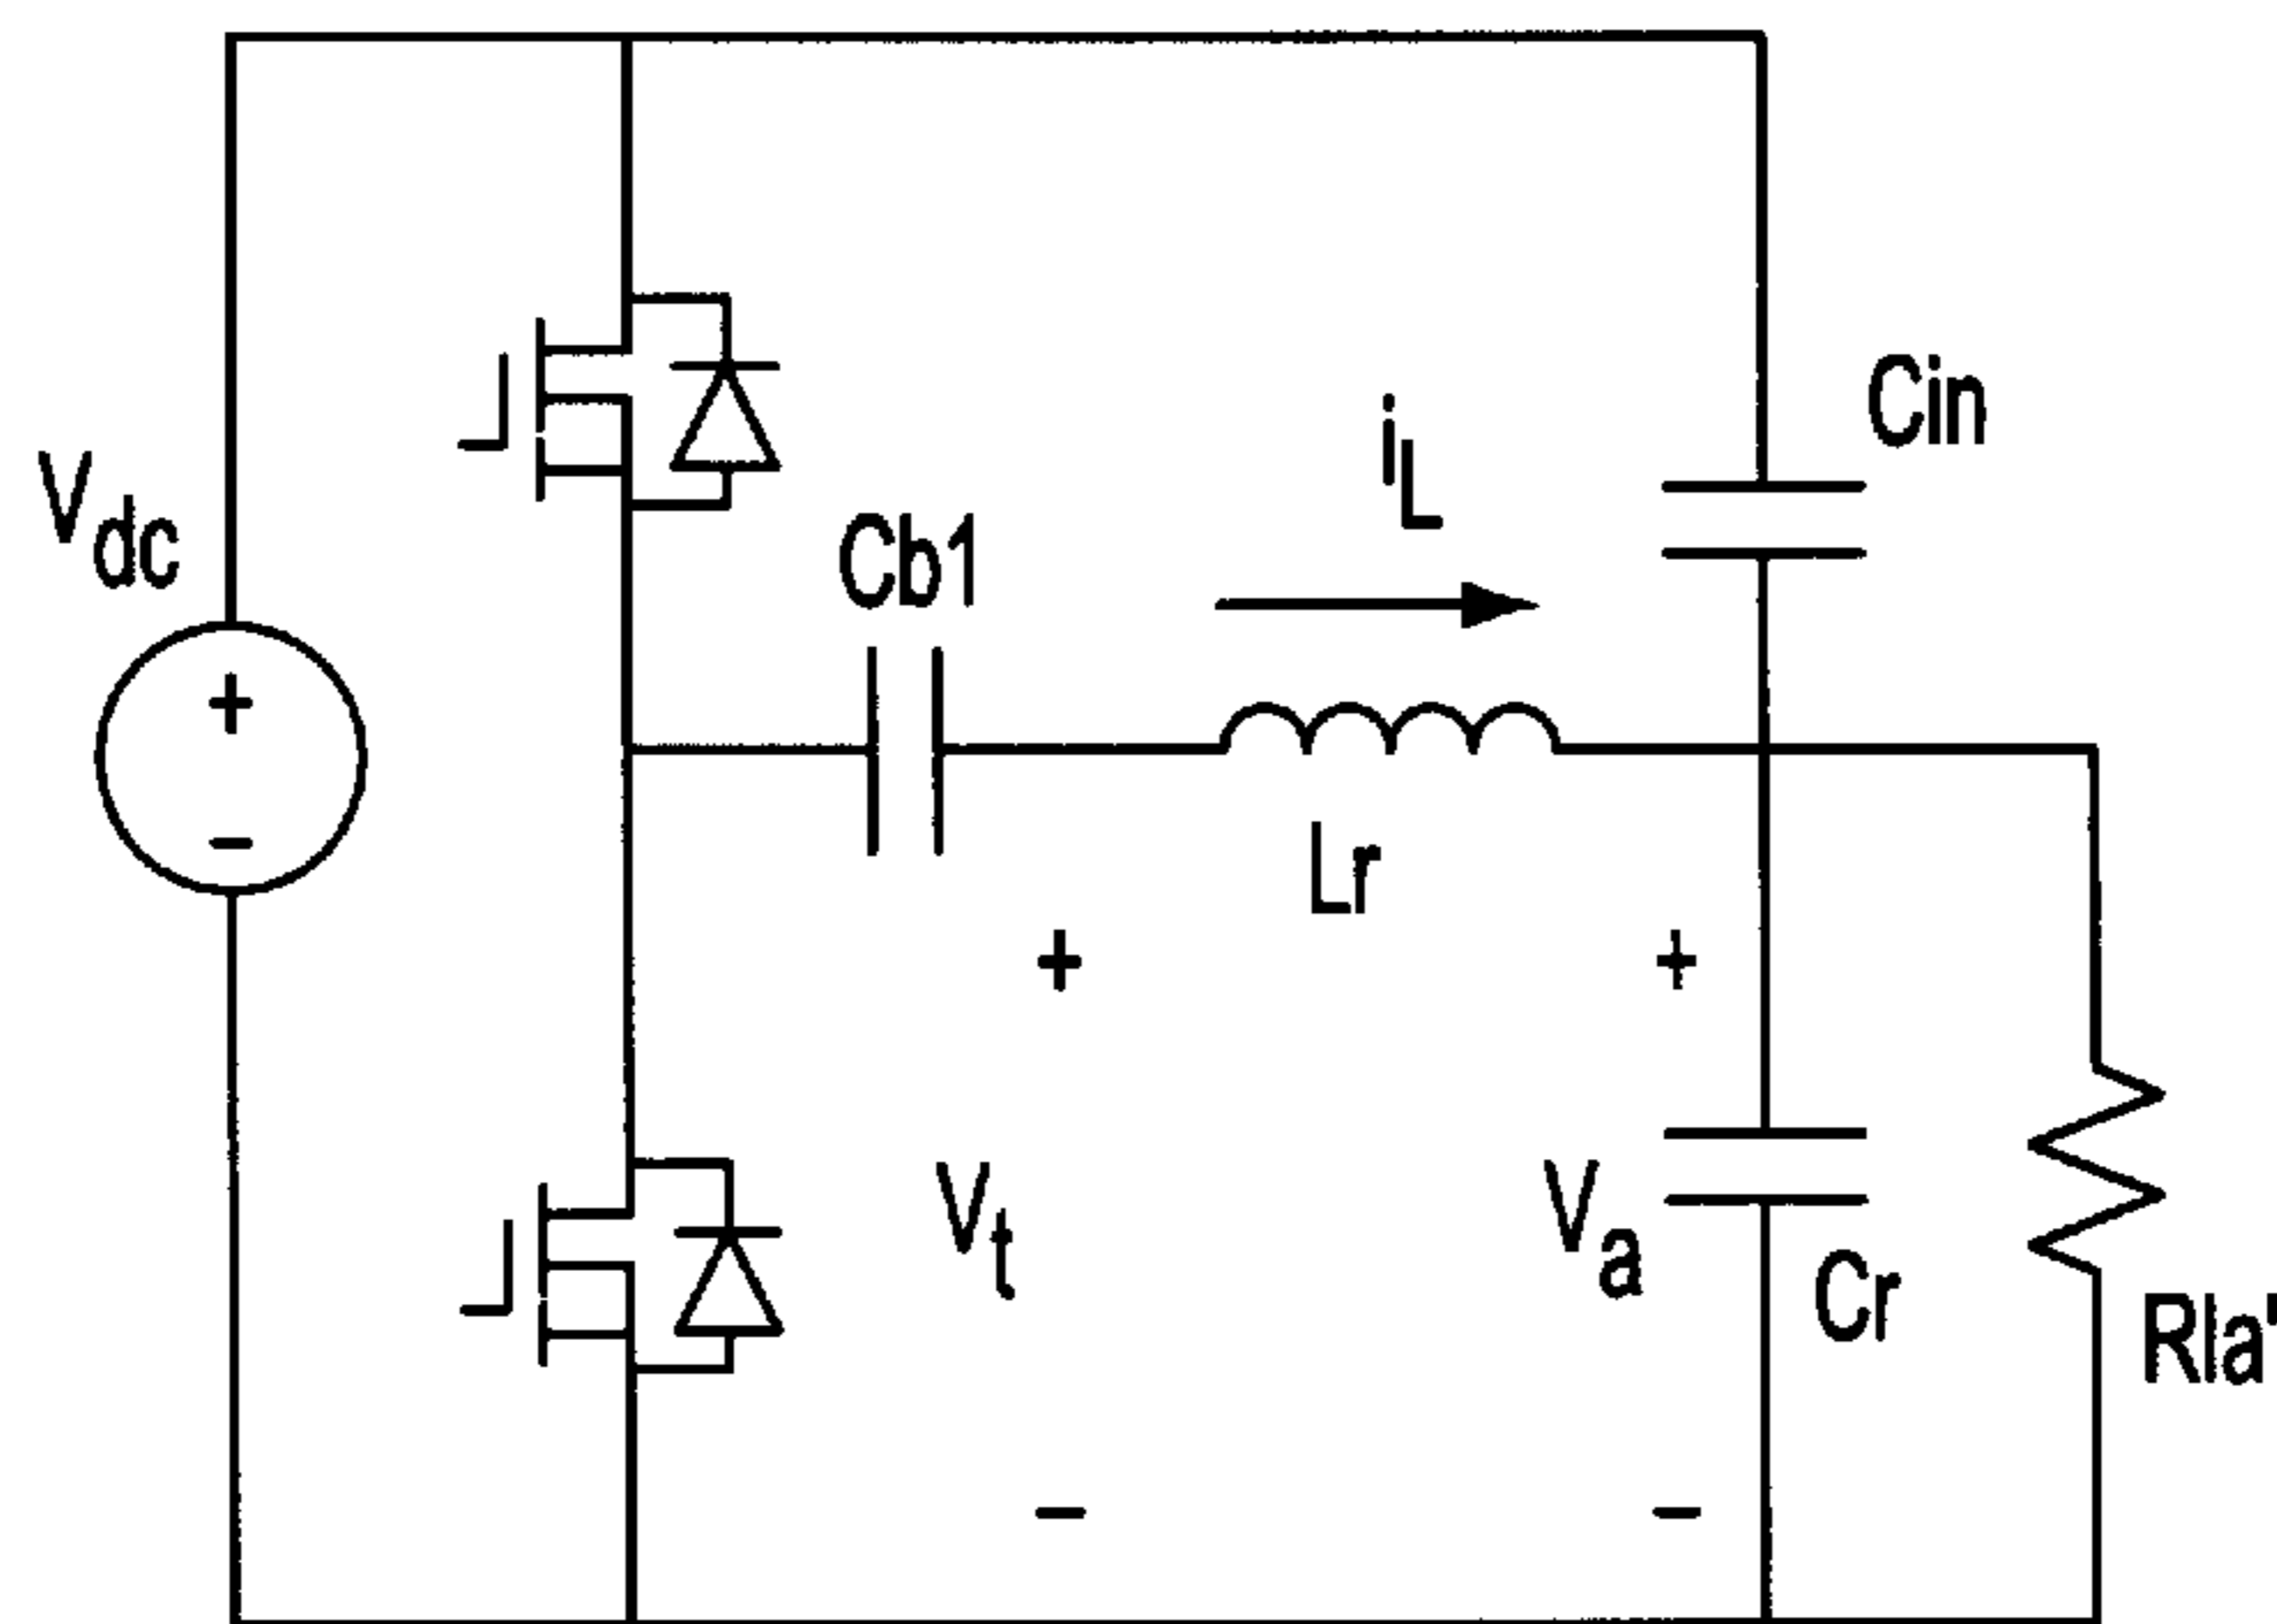 Vdc
+
−
Cb1
iL
Cin
Lr
+
Vt
−
+
Va
−
Cr
Rla'